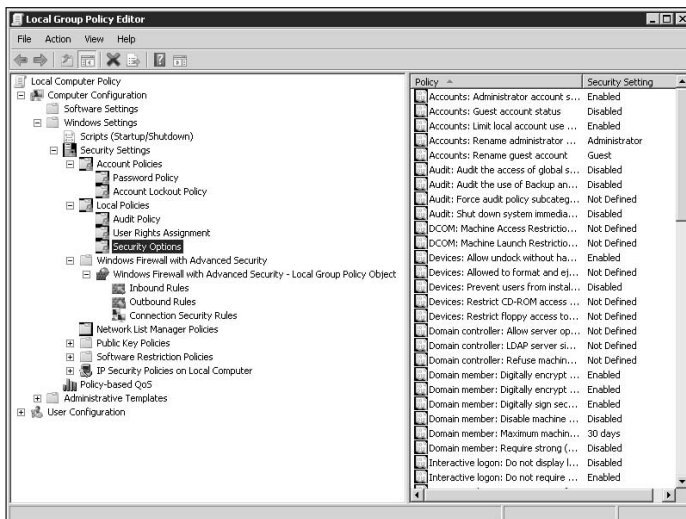 Local Group Policy Editor
File Action View Help
Local Computer Policy
Computer Configuration
Software Settings
Windows Settings
Scripts (Startup/Shutdown)
Security Settings
Account Policies
Password Policy
Account Lockout Policy
Local Policies
Audit Policy
User Rights Assignment
Security Options
Windows Firewall with Advanced Security
Windows Firewall with Advanced Security - Local Group Policy Object
Inbound Rules
Outbound Rules
Connection Security Rules
Network List Manager Policies
Public Key Policies
Software Restriction Policies
IP Security Policies on Local Computer
Policy-based QoS
Administrative Templates
User Configuration
Policy Security Setting
Accounts: Administrator account s... Enabled
Accounts: Guest account status Disabled
Accounts: Limit local account use ... Enabled
Accounts: Rename administrator ... Administrator
Accounts: Rename guest account Guest
Audit: Audit the access of global s... Disabled
Audit: Audit the use of Backup an... Disabled
Audit: Force audit policy subcateg... Not Defined
Audit: Shut down system immedia... Disabled
DCOM: Machine Access Restrictio... Not Defined
DCOM: Machine Launch Restrictio... Not Defined
Devices: Allow undock without ha... Enabled
Devices: Allowed to format and ej... Not Defined
Devices: Prevent users from instal... Disabled
Devices: Restrict CD-ROM access ... Not Defined
Devices: Restrict floppy access to... Not Defined
Domain controller: Allow server op... Not Defined
Domain controller: LDAP server si... Not Defined
Domain controller: Refuse machin... Not Defined
Domain member: Digitally encrypt ... Enabled
Domain member: Digitally encrypt ... Enabled
Domain member: Digitally sign sec... Enabled
Domain member: Disable machine ... Disabled
Domain member: Maximum machin... 30 days
Domain member: Require strong (... Disabled
Interactive logon: Do not display l... Disabled
Interactive logon: Do not require ... Enabled